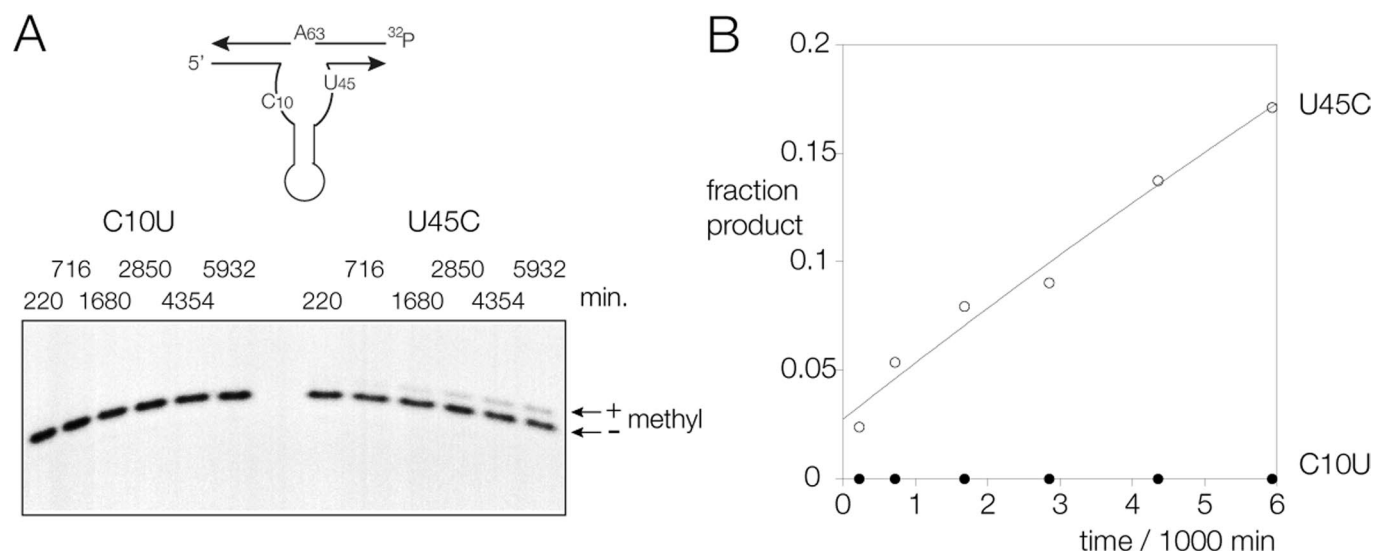 A
A63
32P
5'
U45
C10
C10U U45C
716 2850 5932 716 2850 5932
220 1680 4354 220 1680 4354 min.
+
methyl
-
B
0.2
U45C
0.15
fraction
product
0.1
0.05
0
C10U
0 1 2 3 4 5 6
time / 1000 min